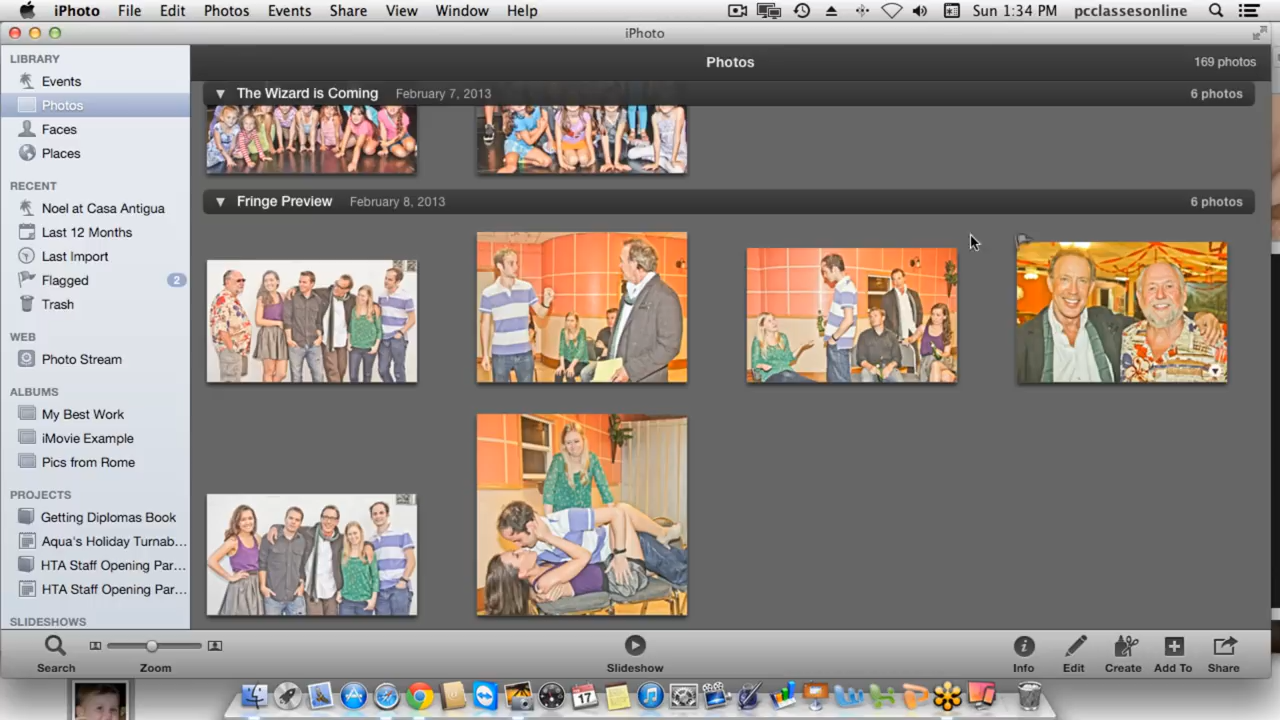 iPhoto File Edit Photos Events Share View Window Help Sun 1:34 PM pcclassesonline
iPhoto
LIBRARY
Events
Photos
Faces
Places
RECENT
Noel at Casa Antigua
Last 12 Months
Last Import
Flagged 2
Trash
WEB
Photo Stream
ALBUMS
My Best Work
iMovie Example
Pics from Rome
PROJECTS
Getting Diplomas Book
Aqua's Holiday Turnab...
HTA Staff Opening Par...
HTA Staff Opening Par...
SLIDESHOWS
Photos 169 photos
The Wizard is Coming February 7, 2013 6 photos
Fringe Preview February 8, 2013 6 photos
Search Zoom Slideshow Info Edit Create Add To Share
17